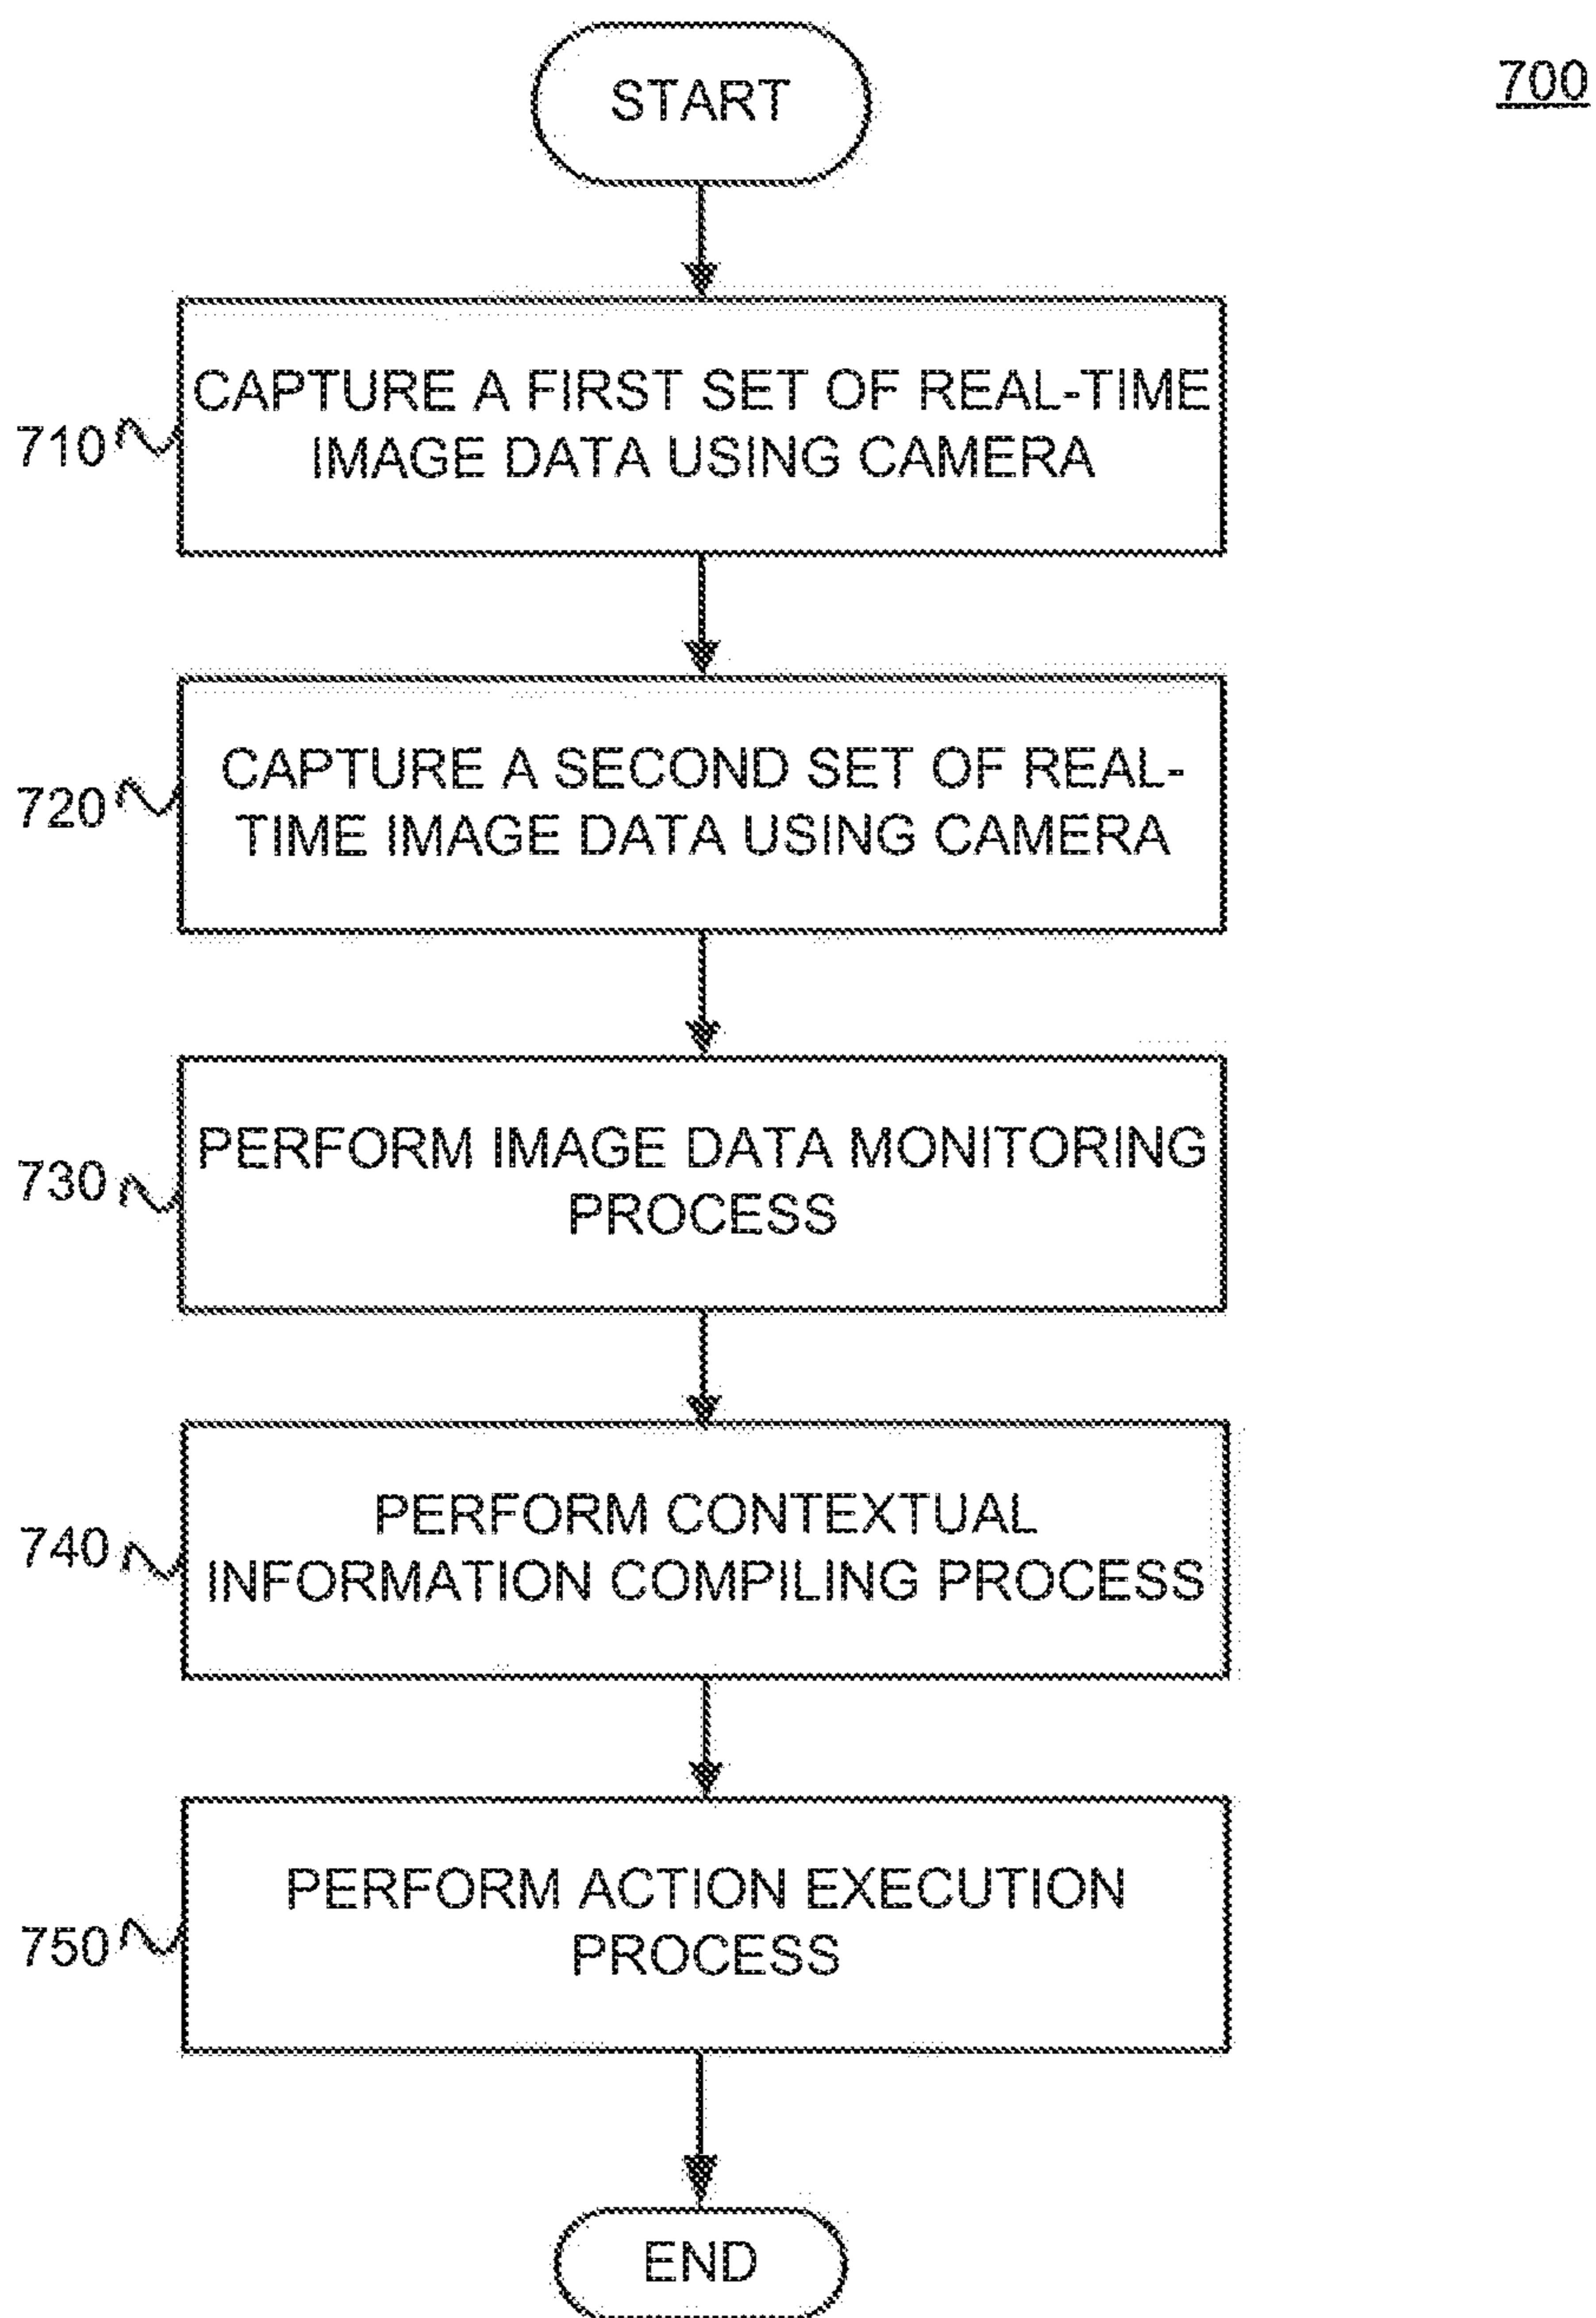 START
700
CAPTURE A FIRST SET OF REAL-TIME
IMAGE DATA USING CAMERA
710
CAPTURE A SECOND SET OF REAL-
TIME IMAGE DATA USING CAMERA
720
PERFORM IMAGE DATA MONITORING
PROCESS
730
PERFORM CONTEXTUAL
INFORMATION COMPILING PROCESS
740
PERFORM ACTION EXECUTION
PROCESS
750
END